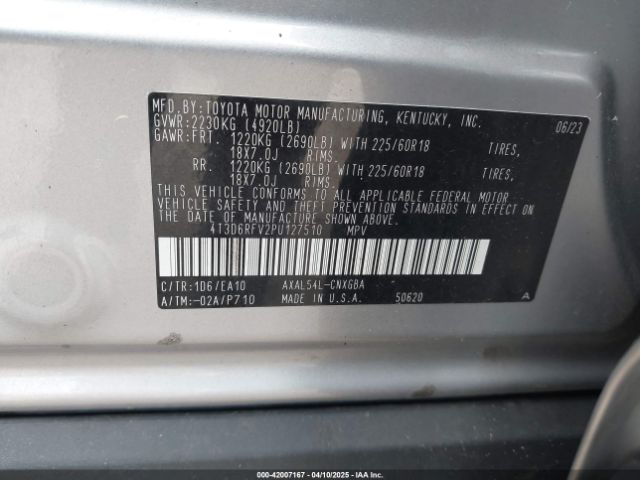 MFD.BY:TOYOTA MOTOR MANUFACTURING, KENTUCKY, INC.
GVWR:2230KG (4920LB) 06/23
GAWR:FRT. 1220KG (2690LB) WITH 225/60R18 TIRES,
18X7.0J RIMS.
RR. 1220KG (2690LB) WITH 225/60R18 TIRES,
18X7.0J RIMS.
THIS VEHICLE CONFORMS TO ALL APPLICABLE FEDERAL MOTOR
VEHICLE SAFETY AND THEFT PREVENTION STANDARDS IN EFFECT ON
THE DATE OF MANUFACTURE SHOWN ABOVE.
4T3D6RFV2PU127510 MPV
C/TR:1D6/EA10 AXAL54L-CNXGBA
A/TM:-02A/P710 MADE IN U.S.A. 50620 A
000-42007167 - 04/10/2025 - IAAI Inc. - Copyright